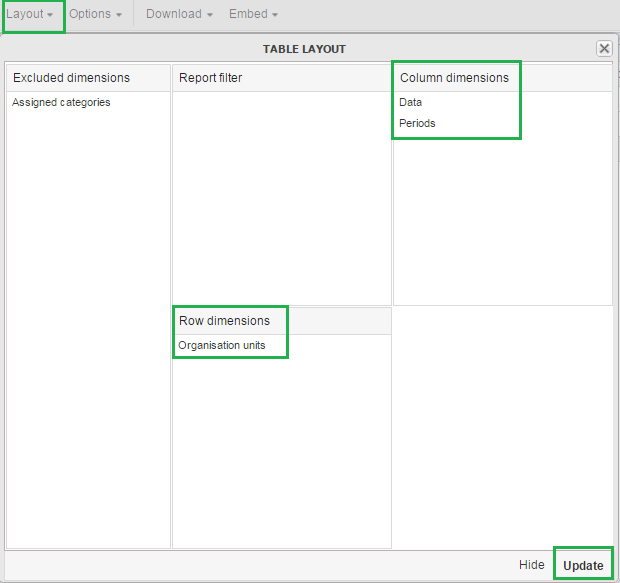 Layout Options Download Embed
TABLE LAYOUT
Excluded dimensions
Assigned categories
Report filter
Column dimensions
Data
Periods
Row dimensions
Organisation units
Hide Update